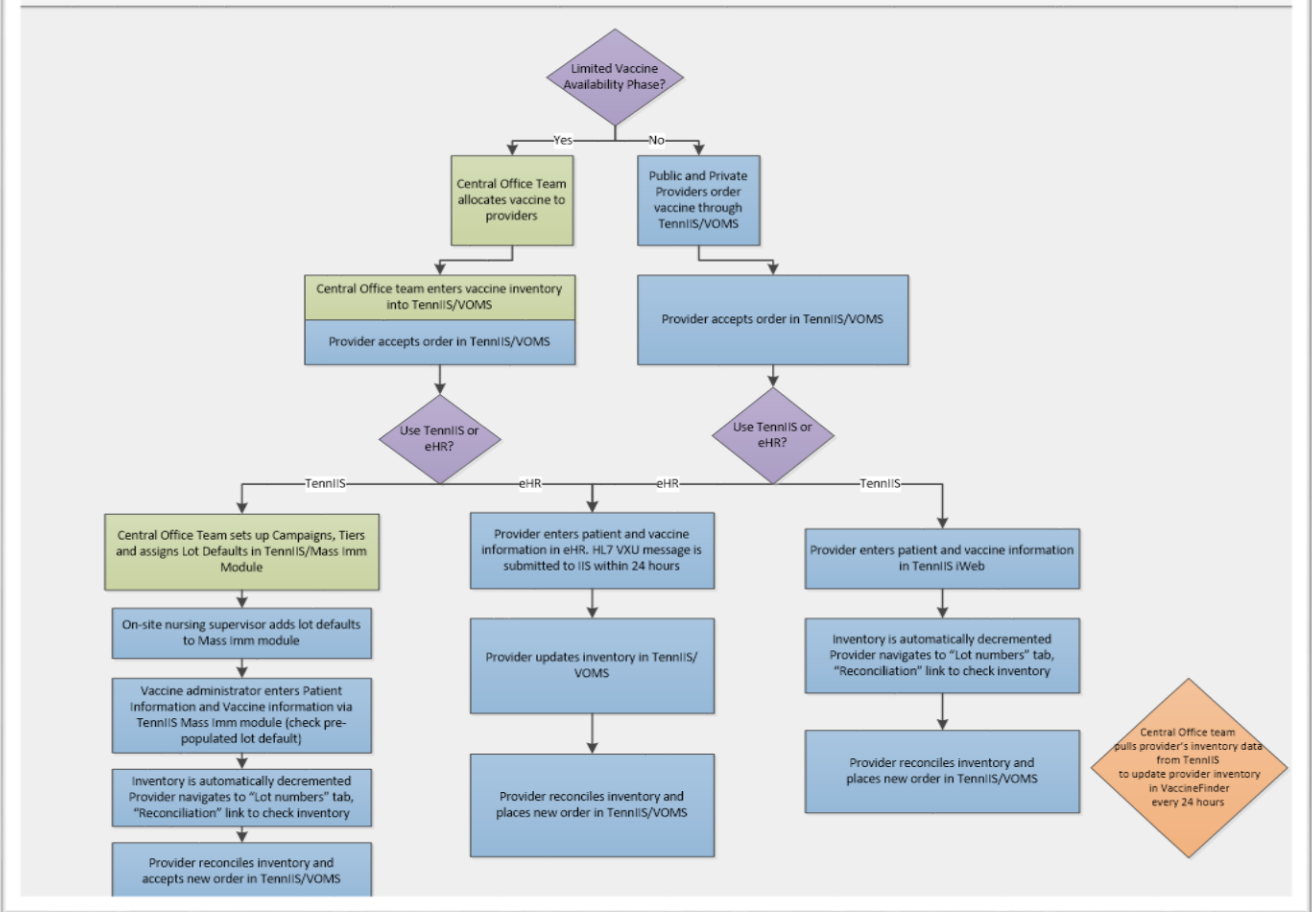 Limited Vaccine
Availability Phase?
Yes
No
Central Office Team
allocates vaccine to
providers
Public and Private
Providers order
vaccine through
TennIIS/VOMS
Central Office team enters vaccine inventory
into TennIIS/VOMS
Provider accepts order in TennIIS/VOMS
Provider accepts order in TennIIS/VOMS
Use TennIIS or
eHR?
Use TennIIS or
eHR?
TennIIS
eHR
eHR
TennIIS
Central Office Team sets up Campaigns, Tiers
and assigns Lot Defaults in TennIIS/Mass Imm
Module
On-site nursing supervisor adds lot defaults
to Mass Imm module
Vaccine administrator enters Patient
Information and Vaccine information via
TennIIS Mass Imm module (check pre-
populated lot default)
Inventory is automatically decremented
Provider navigates to “Lot numbers” tab,
“Reconciliation” link to check inventory
Provider reconciles inventory and
accepts new order in TennIIS/VOMS
Provider enters patient and vaccine
information in eHR. HL7 VXU message is
submitted to IIS within 24 hours
Provider updates inventory in TennIIS/
VOMS
Provider reconciles inventory and
places new order in TennIIS/VOMS
Provider enters patient and vaccine information
in TennIIS iWeb
Inventory is automatically decremented
Provider navigates to “Lot numbers” tab,
“Reconciliation” link to check inventory
Provider reconciles inventory and
places new order in TennIIS/VOMS
Central Office team
pulls provider's inventory data
from TennIIS
to update provider inventory
in VaccineFinder
every 24 hours